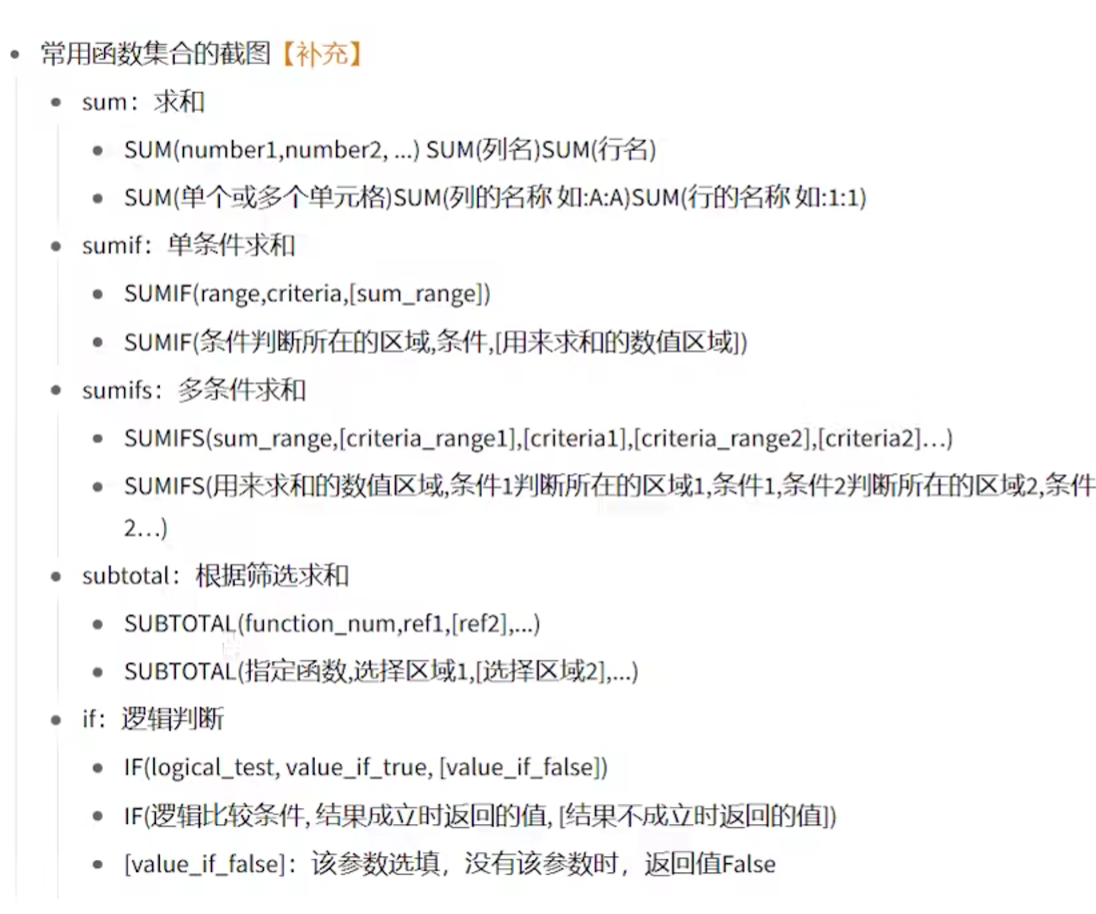 常用函数集合的截图【补充】
sum：求和
SUM(number1,number2, ...) SUM(列名)SUM(行名)
SUM(单个或多个单元格)SUM(列的名称 如:A:A)SUM(行的名称 如:1:1)
sumif：单条件求和
SUMIF(range,criteria,[sum_range])
SUMIF(条件判断所在的区域,条件,[用来求和的数值区域])
sumifs：多条件求和
SUMIFS(sum_range,[criteria_range1],[criteria1],[criteria_range2],[criteria2]…)
SUMIFS(用来求和的数值区域,条件1判断所在的区域1,条件1,条件2判断所在的区域2,条件
2…)
subtotal：根据筛选求和
SUBTOTAL(function_num,ref1,[ref2],...)
SUBTOTAL(指定函数,选择区域1,[选择区域2],...)
if：逻辑判断
IF(logical_test, value_if_true, [value_if_false])
IF(逻辑比较条件, 结果成立时返回的值, [结果不成立时返回的值])
[value_if_false]：该参数选填，没有该参数时，返回值False